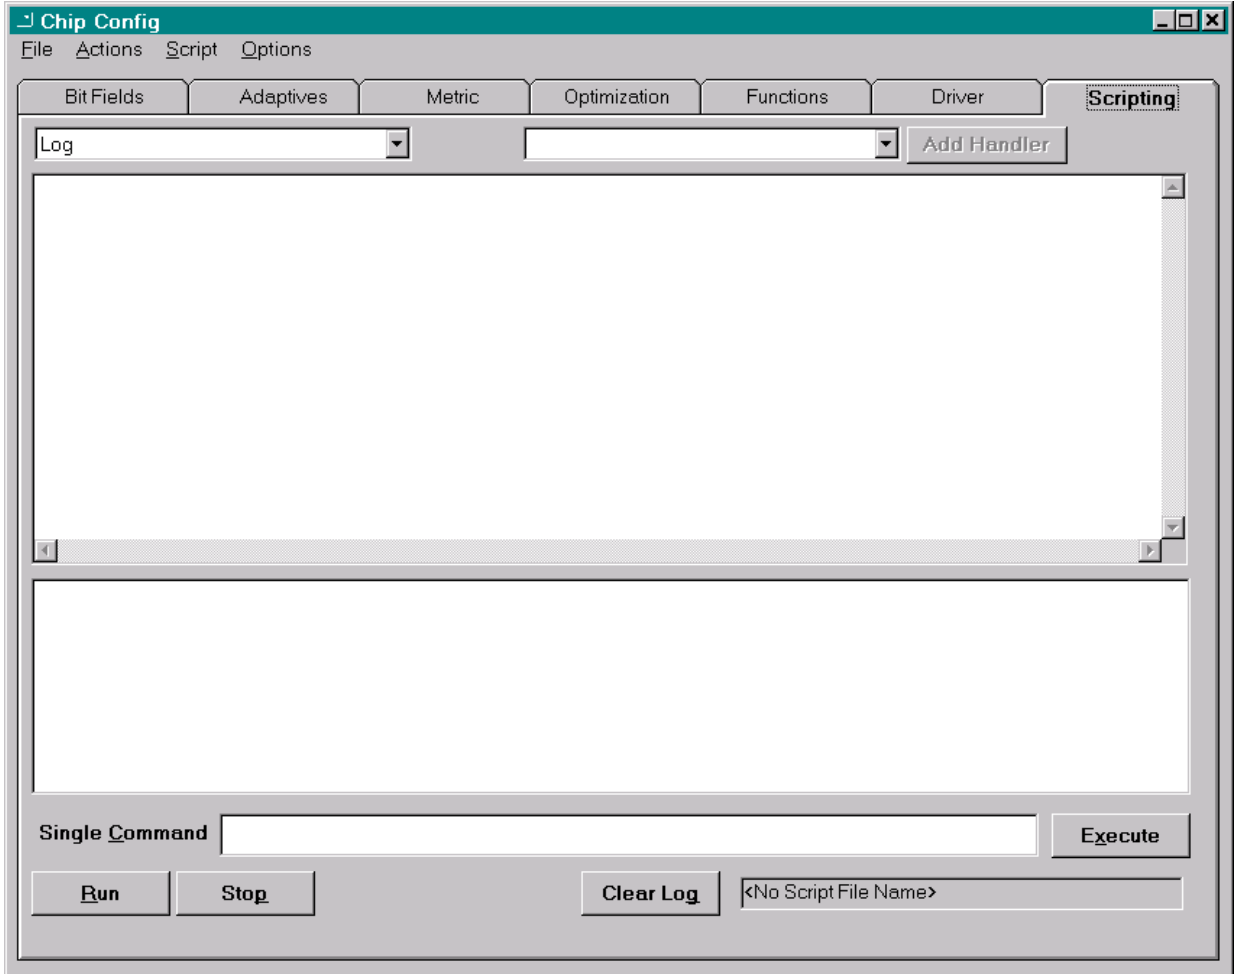 Chip Config
File Actions Script Options
Bit Fields Adaptives Metric Optimization Functions Driver Scripting
Log Add Handler
Single Command Execute
Run Stop Clear Log <No Script File Name>